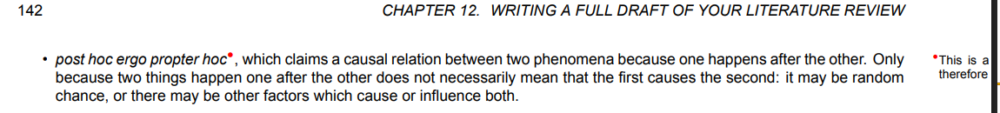 142 CHAPTER 12. WRITING A FULL DRAFT OF YOUR LITERATURE REVIEW
• post hoc ergo propter hoc•, which claims a causal relation between two phenomena because one happens after the other. Only
because two things happen one after the other does not necessarily mean that the first causes the second: it may be random
chance, or there may be other factors which cause or influence both.
•This is a
therefore